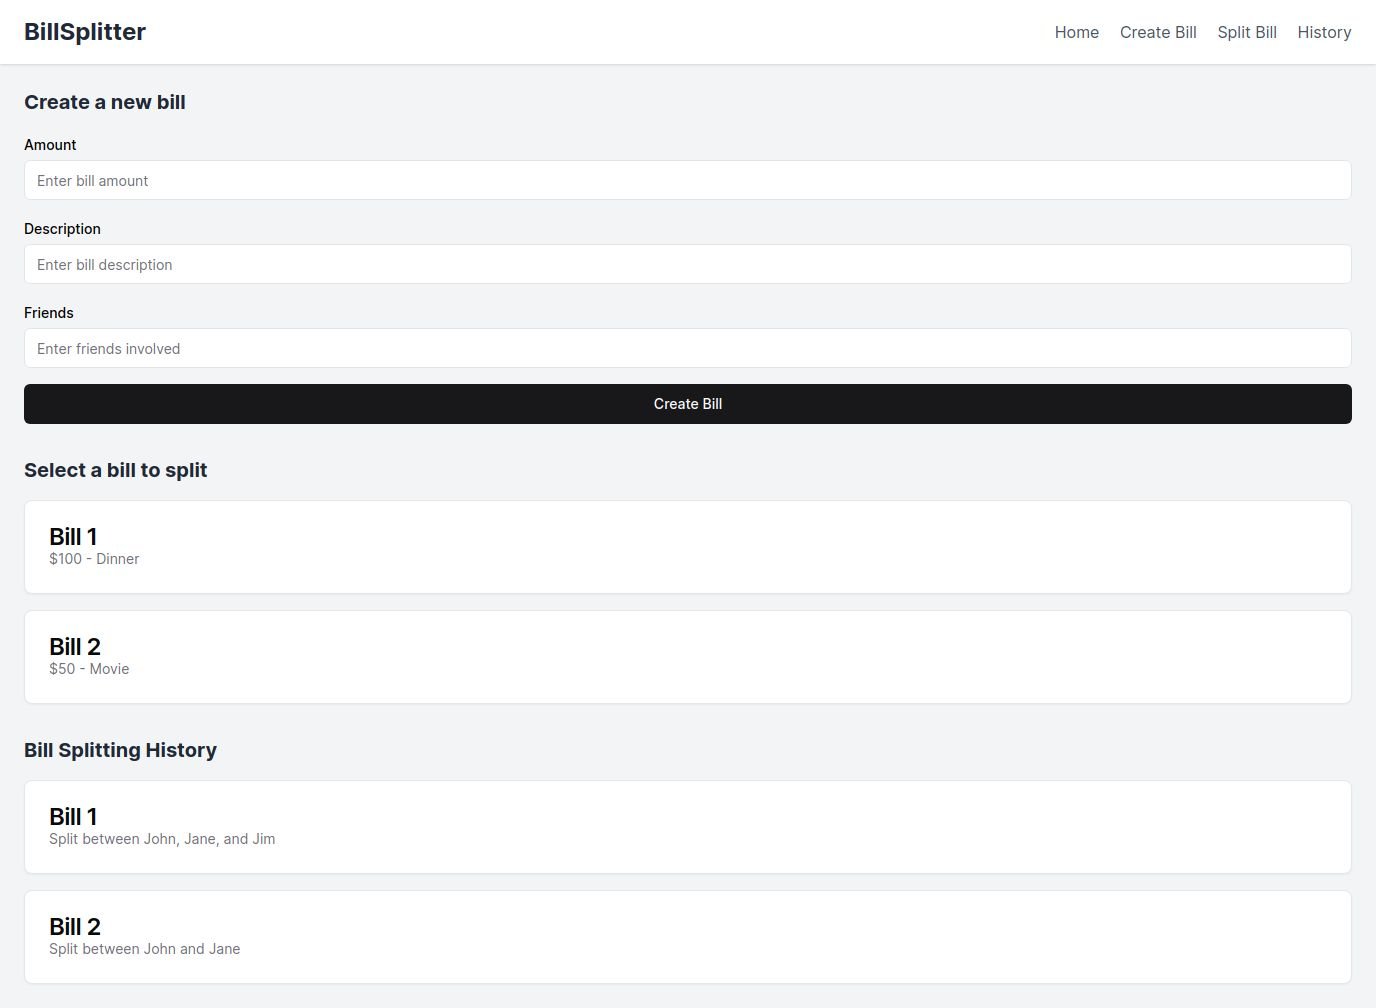 BillSplitter
Home Create Bill Split Bill History
Create a new bill
Amount
Enter bill amount
Description
Enter bill description
Friends
Enter friends involved
Create Bill
Select a bill to split
Bill 1
$100 - Dinner
Bill 2
$50 - Movie
Bill Splitting History
Bill 1
Split between John, Jane, and Jim
Bill 2
Split between John and Jane